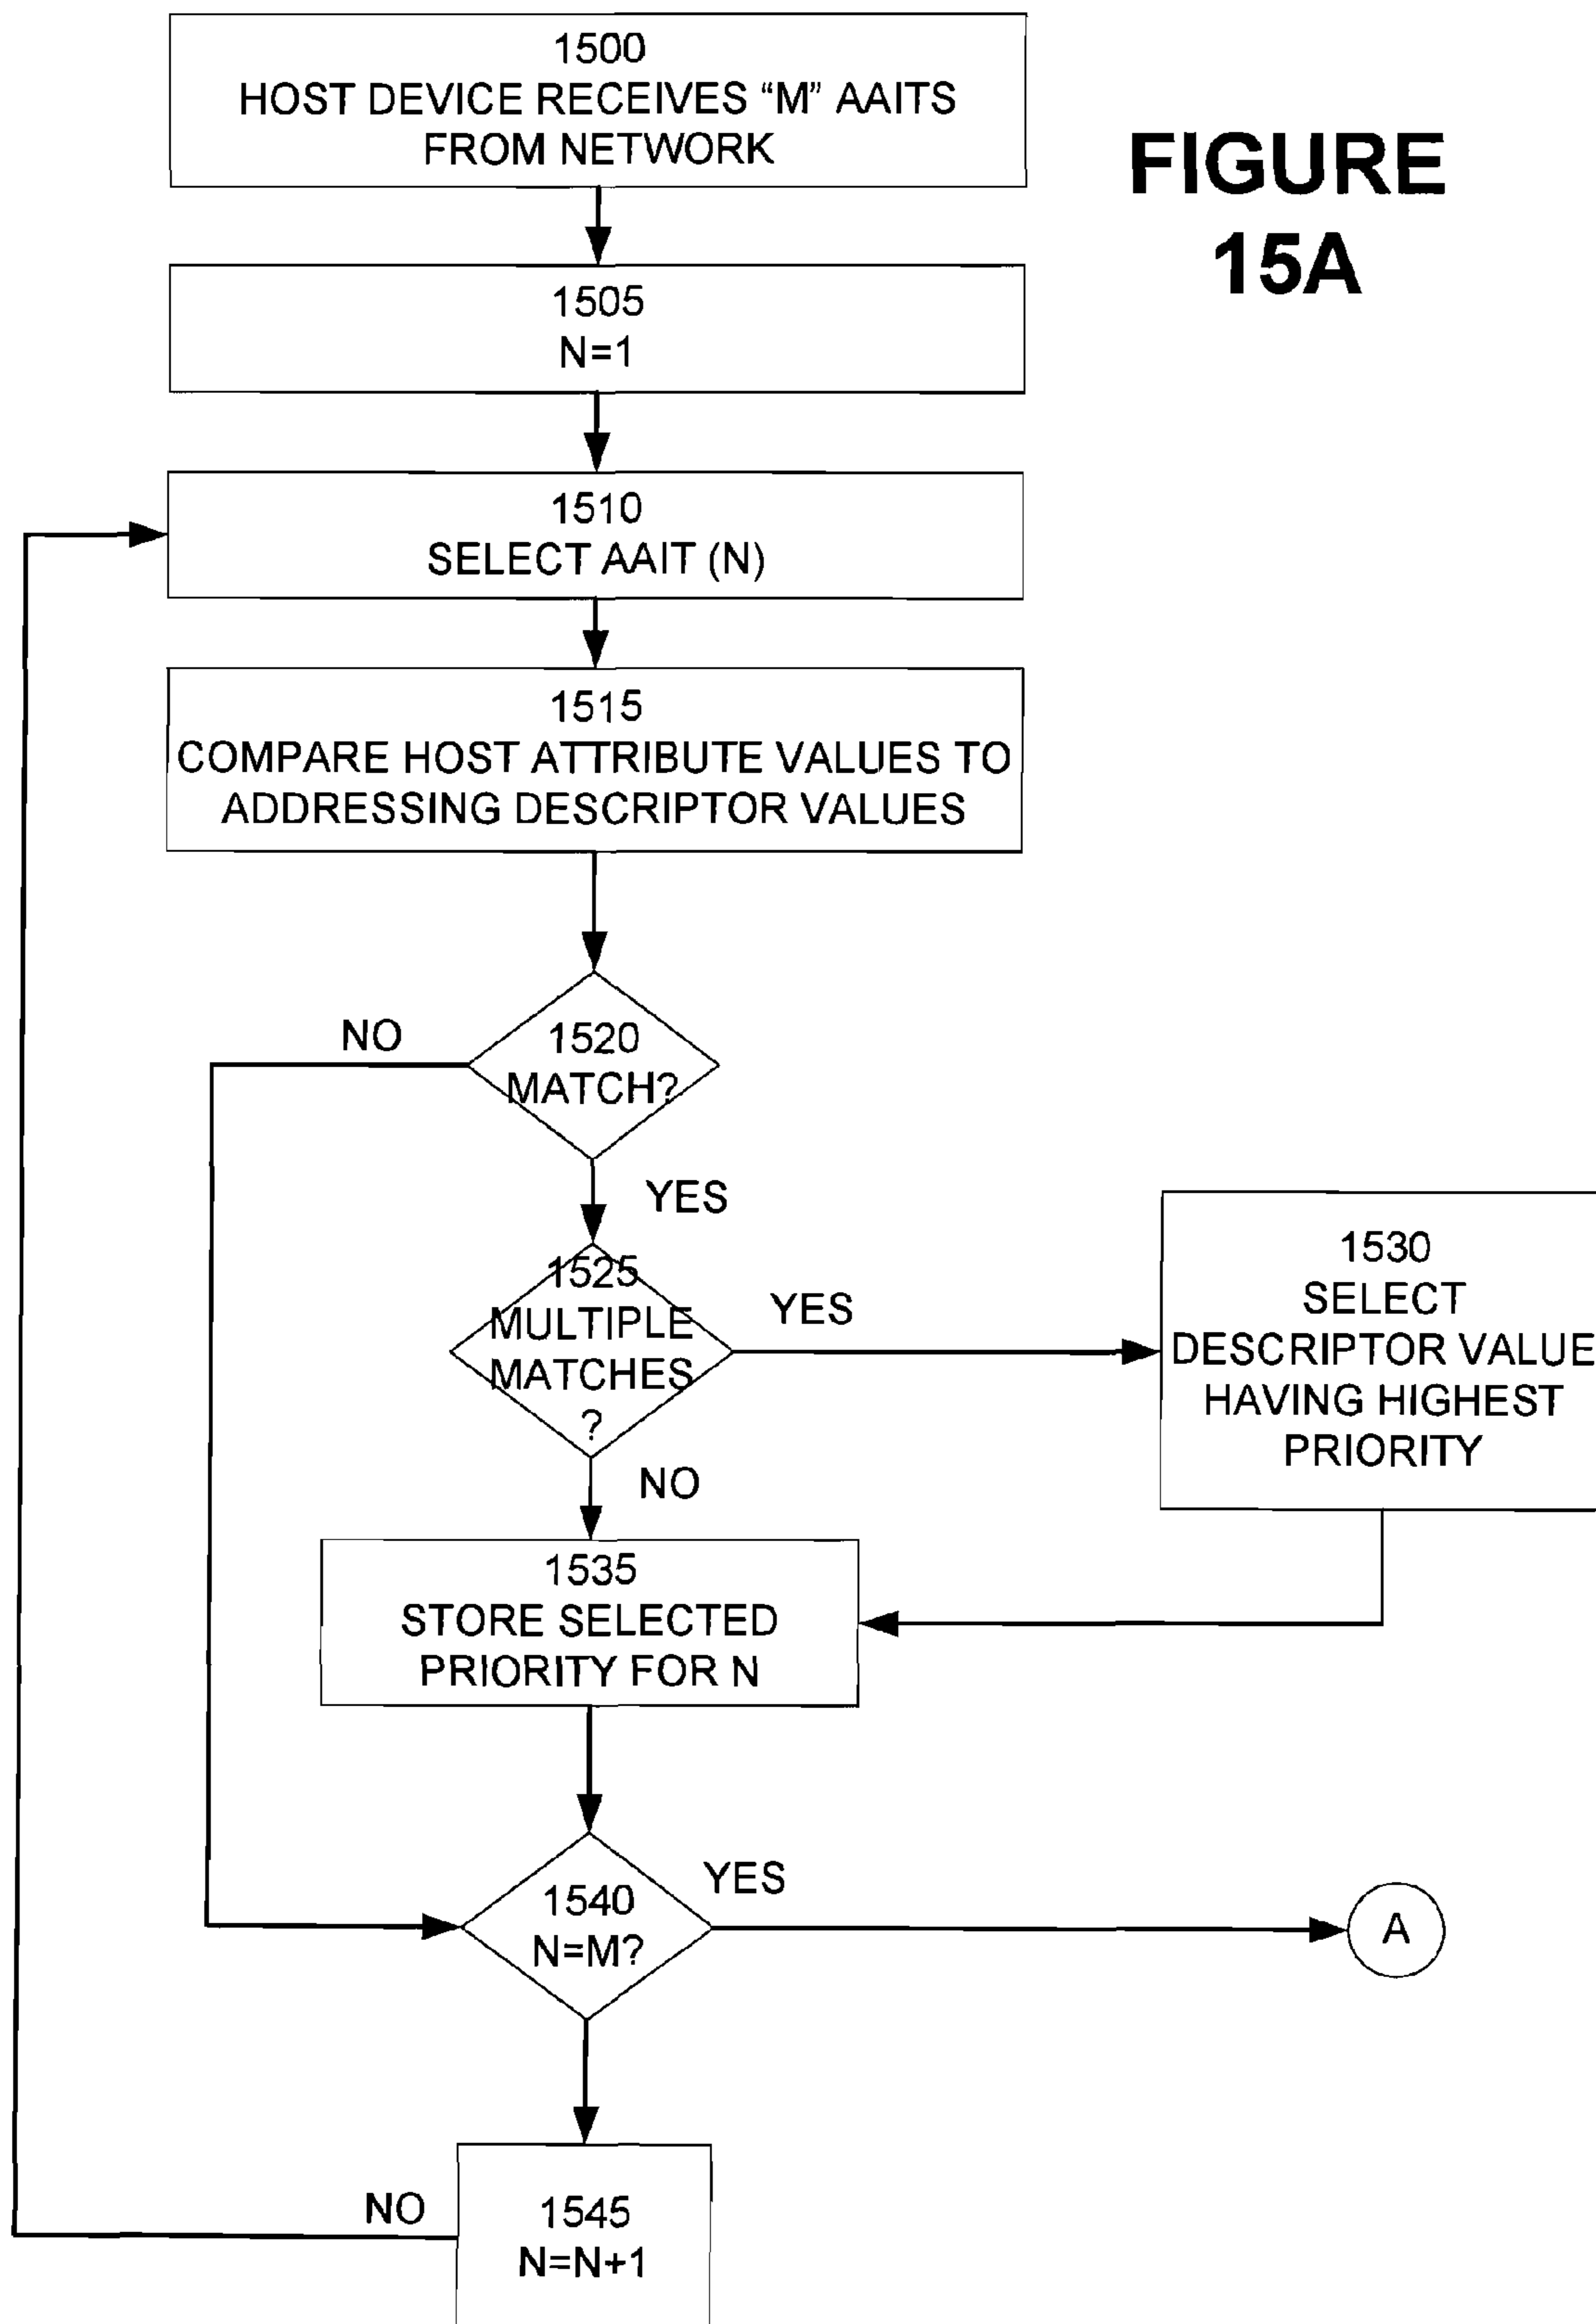 1500
HOST DEVICE RECEIVES “M” AAITS
FROM NETWORK
FIGURE
15A
1505
N=1
1510
SELECT AAIT (N)
1515
COMPARE HOST ATTRIBUTE VALUES TO
ADDRESSING DESCRIPTOR VALUES
NO
1520
MATCH?
YES
1525
MULTIPLE
MATCHES
?
YES
1530
SELECT
DESCRIPTOR VALUE
HAVING HIGHEST
PRIORITY
NO
1535
STORE SELECTED
PRIORITY FOR N
1540
N=M?
YES
A
NO
1545
N=N+1